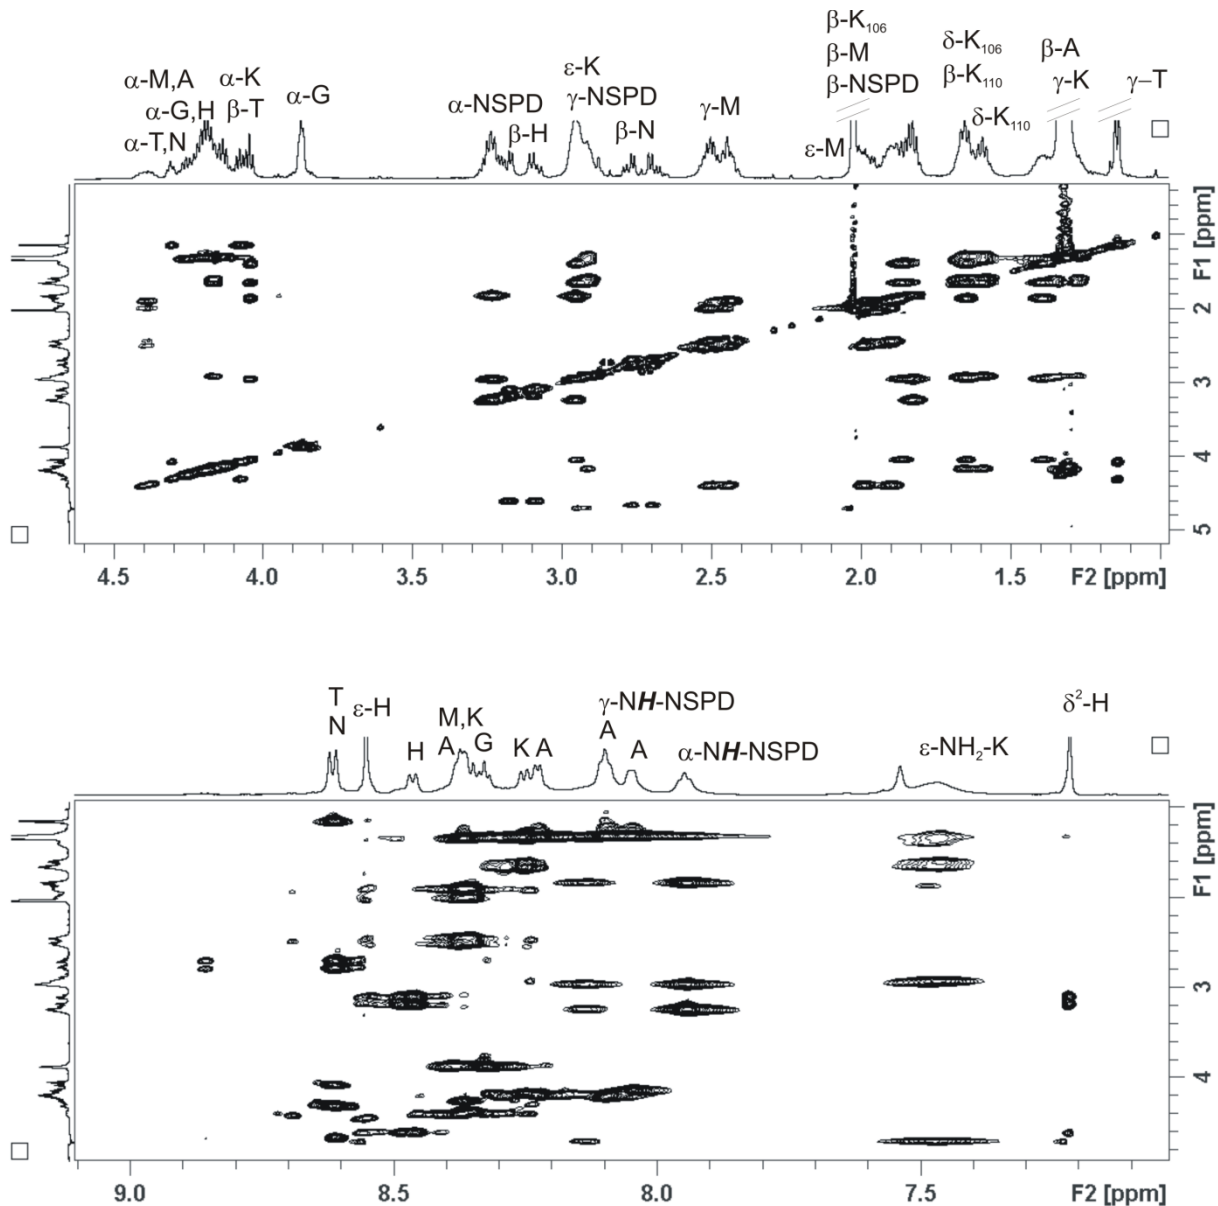 β-K₁₀₆
β-M
β-NSPD
δ-K₁₀₆
β-K₁₁₀
δ-K₁₁₀
β-A
γ-K
γ–T
α-M,A
α-G,H
α-T,N
α-K
β-T
α-G
α-NSPD
β-H
ε-K
γ-NSPD
β-N
γ-M
ε-M
F1 [ppm]
2
3
4
5
4.5 4.0 3.5 3.0 2.5 2.0 1.5 F2 [ppm]
T
N
ε-H
H
M,K
A
G
K
A
γ-NH-NSPD
A
A
α-NH-NSPD
ε-NH₂-K
δ²-H
F1 [ppm]
3
4
9.0 8.5 8.0 7.5 F2 [ppm]